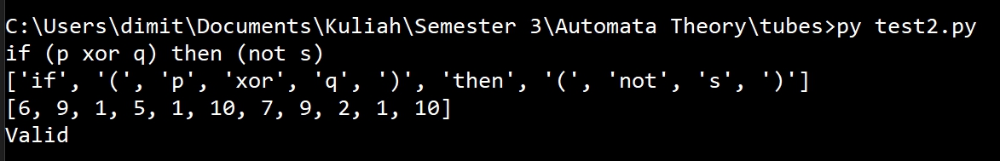 C:\Users\dimit\Documents\Kuliah\Semester 3\Automata Theory\tubes>py test2.py
if (p xor q) then (not s)
['if', '(', 'p', 'xor', 'q', ')', 'then', '(', 'not', 's', ')']
[6, 9, 1, 5, 1, 10, 7, 9, 2, 1, 10]
Valid